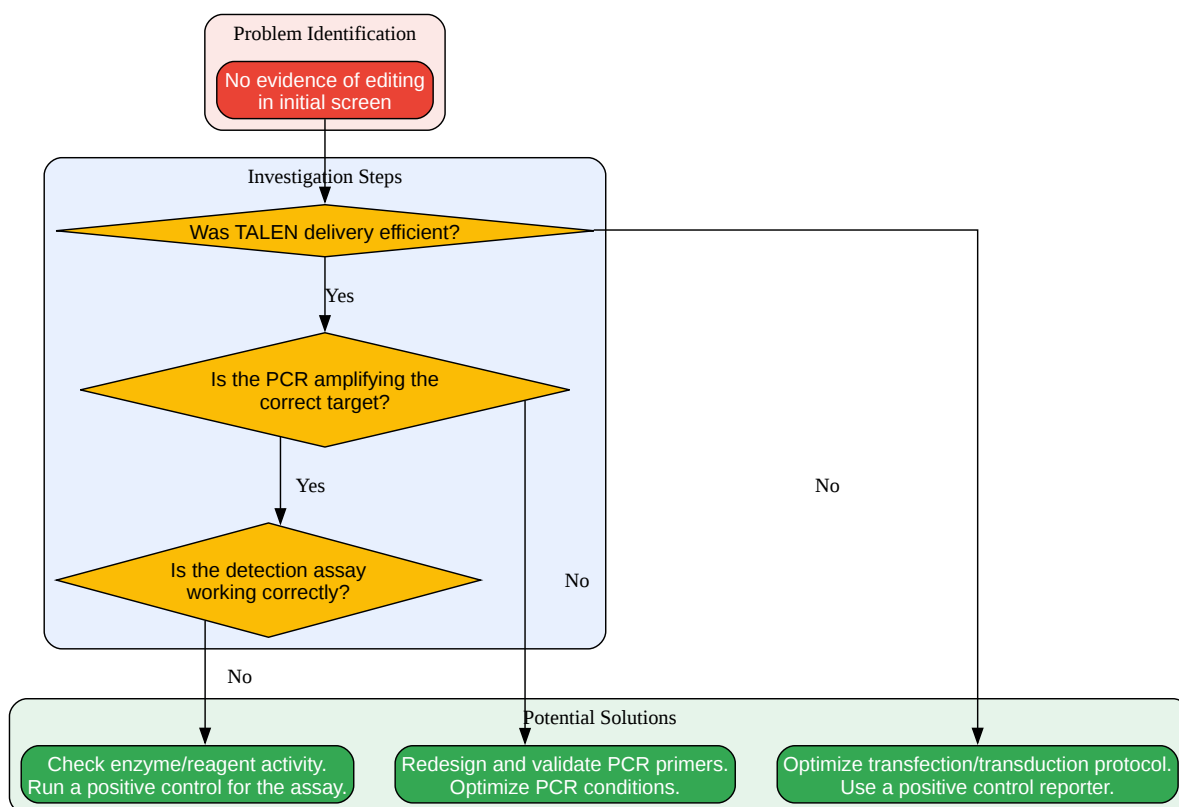 Problem Identification
No evidence of editing
in initial screen
Investigation Steps
Was TALEN delivery efficient?
Yes
Is the PCR amplifying the
correct target?
Yes
No
Is the detection assay
working correctly?
No
No
Potential Solutions
Check enzyme/reagent activity.
Run a positive control for the assay.
Redesign and validate PCR primers.
Optimize PCR conditions.
Optimize transfection/transduction protocol.
Use a positive control reporter.